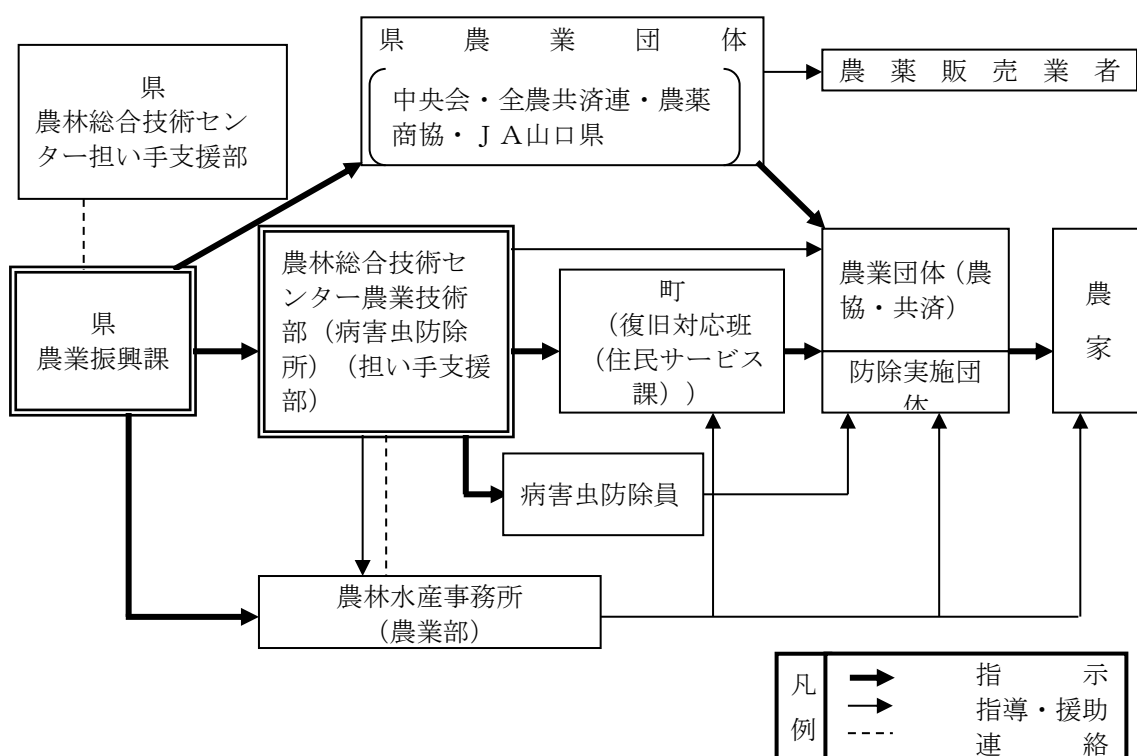 県農業団体
中央会・全農共済連・農薬
商協・ＪＡ山口県
農薬販売業者
県
農林総合技術セン
ター担い手支援部
県
農業振興課
農林総合技術セ
ンター農業技術
部（病害虫防除
所）（担い手支援
部）
町
（復旧対応班
（住民サービス
課））
農業団体（農
協・共済）
防除実施団
体
農
家
病害虫防除員
農林水産事務所
（農業部）
凡
例
指示
指導・援助
連絡